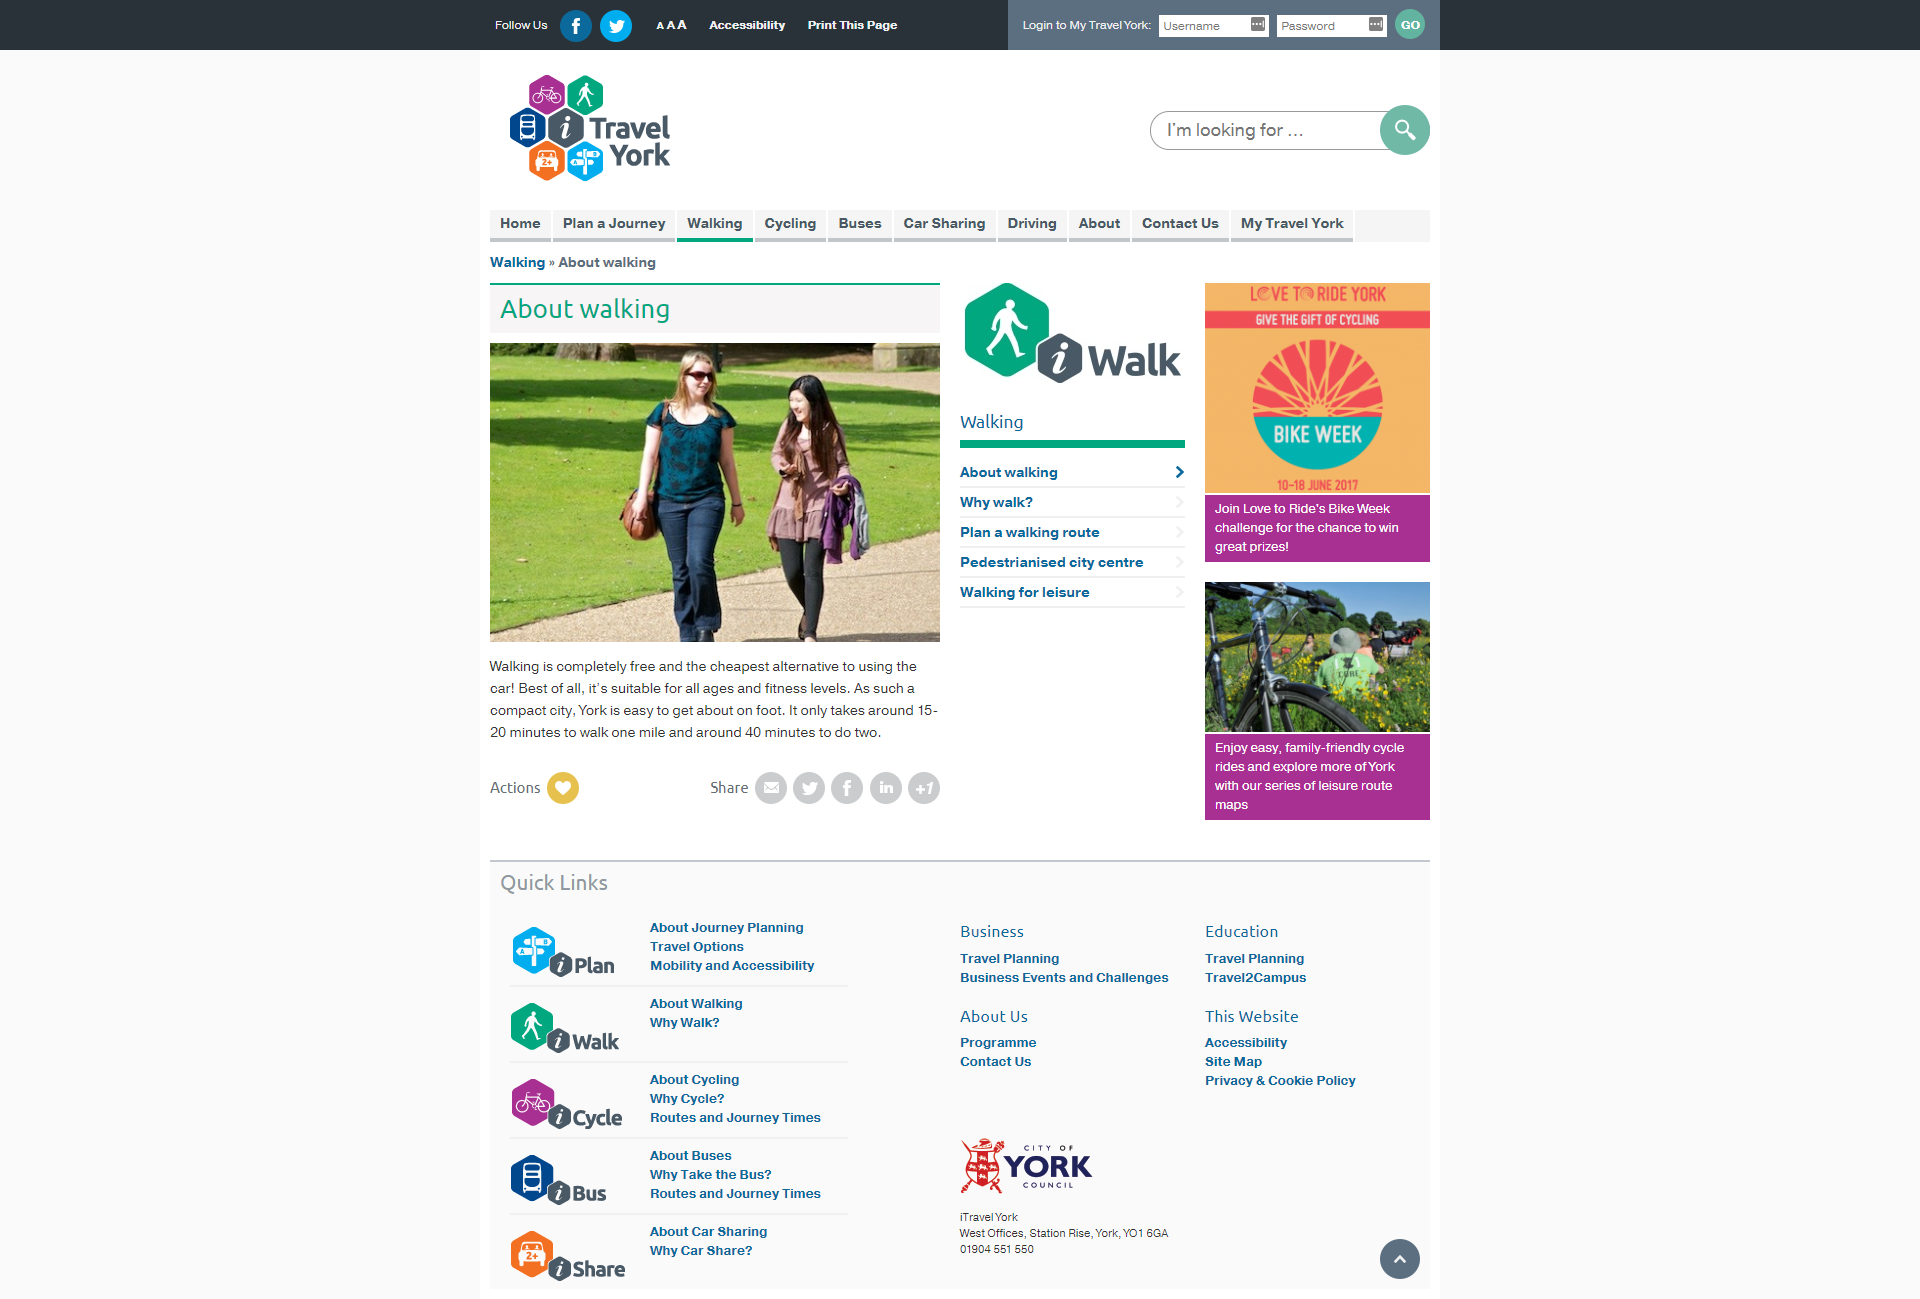 Follow Us
A A A
Accessibility
Print This Page
Login to My Travel York:
Username
Password
GO
i Travel
York
2+
A
B
I'm looking for ...
Home
Plan a Journey
Walking
Cycling
Buses
Car Sharing
Driving
About
Contact Us
My Travel York
Walking » About walking
About walking
i Walk
Walking
About walking
Why walk?
Plan a walking route
Pedestrianised city centre
Walking for leisure
LOVE TO RIDE YORK
GIVE THE GIFT OF CYCLING
BIKE WEEK
10-18 JUNE 2017
Join Love to Ride's Bike Week
challenge for the chance to win
great prizes!
Enjoy easy, family-friendly cycle
rides and explore more of York
with our series of leisure route
maps
Walking is completely free and the cheapest alternative to using the
car! Best of all, it's suitable for all ages and fitness levels. As such a
compact city, York is easy to get about on foot. It only takes around 15-
20 minutes to walk one mile and around 40 minutes to do two.
Actions
Share
f
in
+1
Quick Links
i Plan
About Journey Planning
Travel Options
Mobility and Accessibility
i Walk
About Walking
Why Walk?
i Cycle
About Cycling
Why Cycle?
Routes and Journey Times
i Bus
About Buses
Why Take the Bus?
Routes and Journey Times
2+
i Share
About Car Sharing
Why Car Share?
Business
Travel Planning
Business Events and Challenges
Education
Travel Planning
Travel2Campus
About Us
Programme
Contact Us
This Website
Accessibility
Site Map
Privacy & Cookie Policy
CITY OF
YORK
COUNCIL
iTravel York
West Offices, Station Rise, York, YO1 6GA
01904 551 550